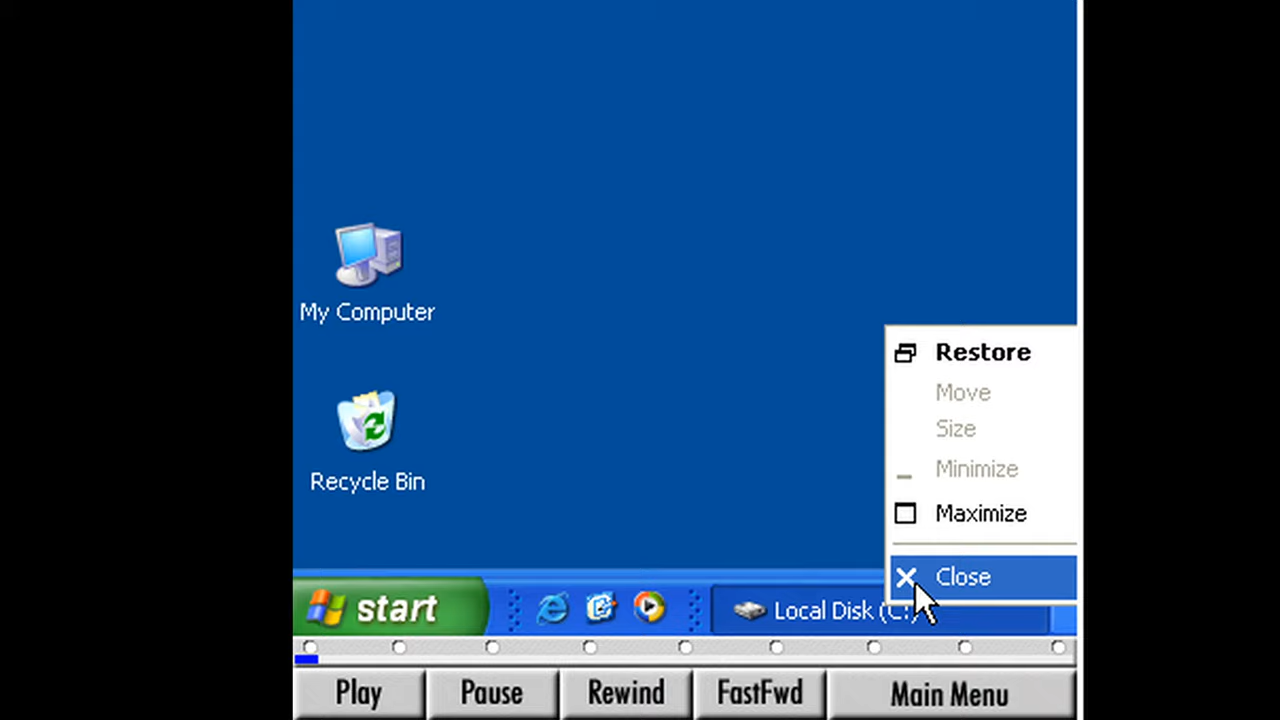 My Computer
Recycle Bin
Restore
Move
Size
Minimize
Maximize
Close
start
Local Disk (C:)
Play
Pause
Rewind
FastFwd
Main Menu